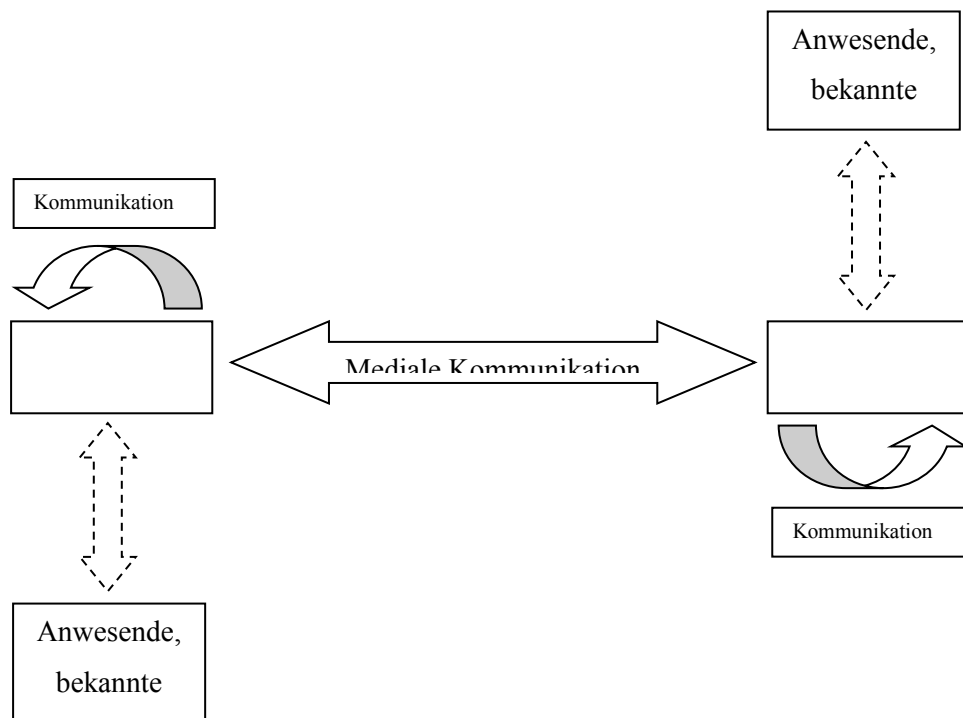 Anwesende,
bekannte
Kommunikation
Mediale Kommunikation
Kommunikation
Anwesende,
bekannte